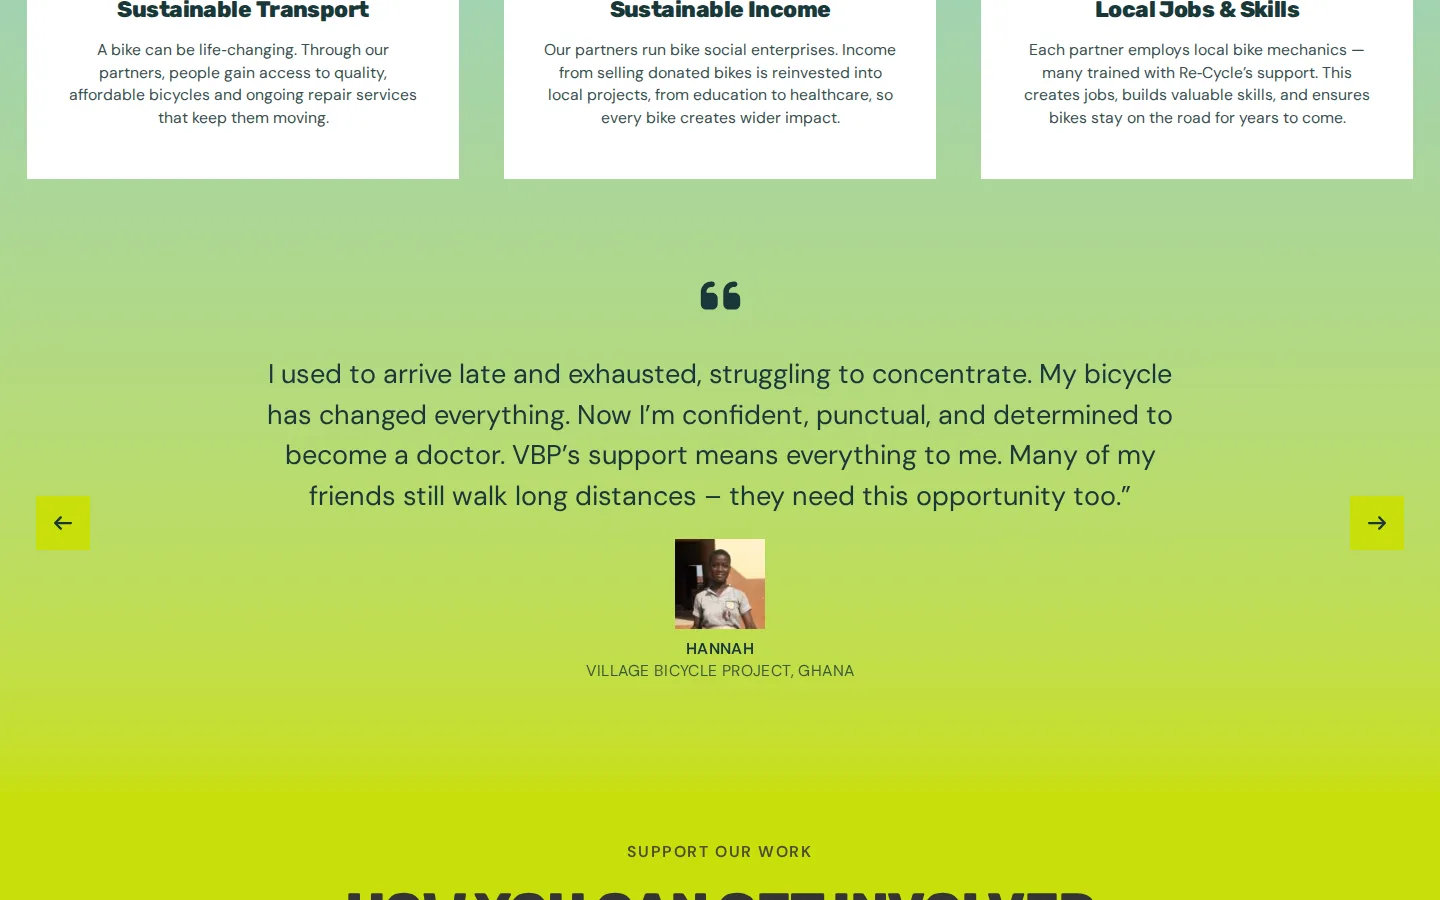 Sustainable Transport
A bike can be life-changing. Through our
partners, people gain access to quality,
affordable bicycles and ongoing repair services
that keep them moving.
Sustainable Income
Our partners run bike social enterprises. Income
from selling donated bikes is reinvested into
local projects, from education to healthcare, so
every bike creates wider impact.
Local Jobs & Skills
Each partner employs local bike mechanics —
many trained with Re-Cycle’s support. This
creates jobs, builds valuable skills, and ensures
bikes stay on the road for years to come.
“
I used to arrive late and exhausted, struggling to concentrate. My bicycle
has changed everything. Now I’m confident, punctual, and determined to
become a doctor. VBP’s support means everything to me. Many of my
friends still walk long distances – they need this opportunity too.”
HANNAH
VILLAGE BICYCLE PROJECT, GHANA
SUPPORT OUR WORK
HOW YOU CAN GET INVOLVED